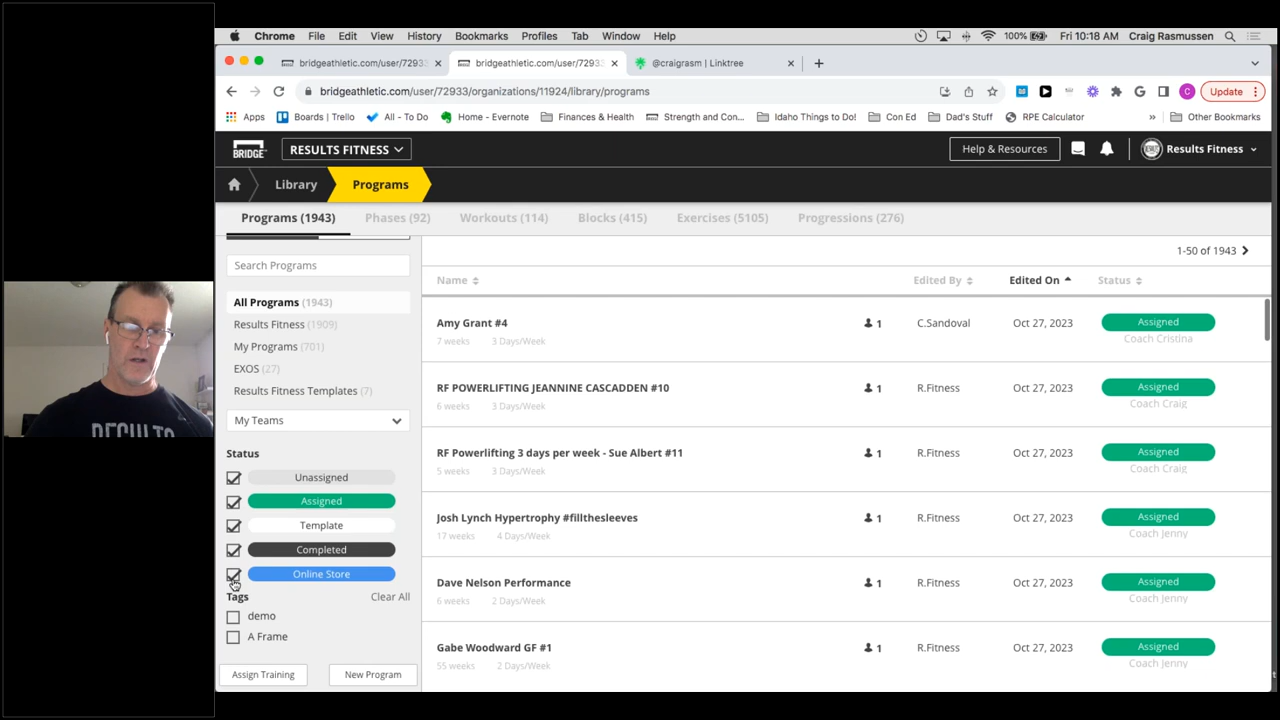 Chrome File Edit View History Bookmarks Profiles Tab Window Help 100% Fri 10:18 AM Craig Rasmussen
bridgeathletic.com/user/72933 bridgeathletic.com/user/72933 @craigrasm | Linktree
bridgeathletic.com/user/72933/organizations/11924/library/programs Update
Apps Boards | Trello All - To Do Home - Evernote Finances & Health Strength and Con... Idaho Things to Do! Con Ed Dad's Stuff RPE Calculator » Other Bookmarks
BRIDGE RESULTS FITNESS Help & Resources Results Fitness
Library Programs
Programs (1943) Phases (92) Workouts (114) Blocks (415) Exercises (5105) Progressions (276)
Search Programs
All Programs (1943)
Results Fitness (1909)
My Programs (701)
EXOS (27)
Results Fitness Templates (7)
My Teams
Status
Unassigned
Assigned
Template
Completed
Online Store
Tags Clear All
demo
A Frame
Assign Training New Program
1-50 of 1943
Name Edited By Edited On Status
Amy Grant #4 1 C.Sandoval Oct 27, 2023 Assigned
7 weeks 3 Days/Week Coach Cristina
RF POWERLIFTING JEANNINE CASCADDEN #10 1 R.Fitness Oct 27, 2023 Assigned
6 weeks 3 Days/Week Coach Craig
RF Powerlifting 3 days per week - Sue Albert #11 1 R.Fitness Oct 27, 2023 Assigned
5 weeks 3 Days/Week Coach Craig
Josh Lynch Hypertrophy #fillthesleeves 1 R.Fitness Oct 27, 2023 Assigned
17 weeks 4 Days/Week Coach Jenny
Dave Nelson Performance 1 R.Fitness Oct 27, 2023 Assigned
6 weeks 2 Days/Week Coach Jenny
Gabe Woodward GF #1 1 R.Fitness Oct 27, 2023 Assigned
55 weeks 2 Days/Week Coach Jenny